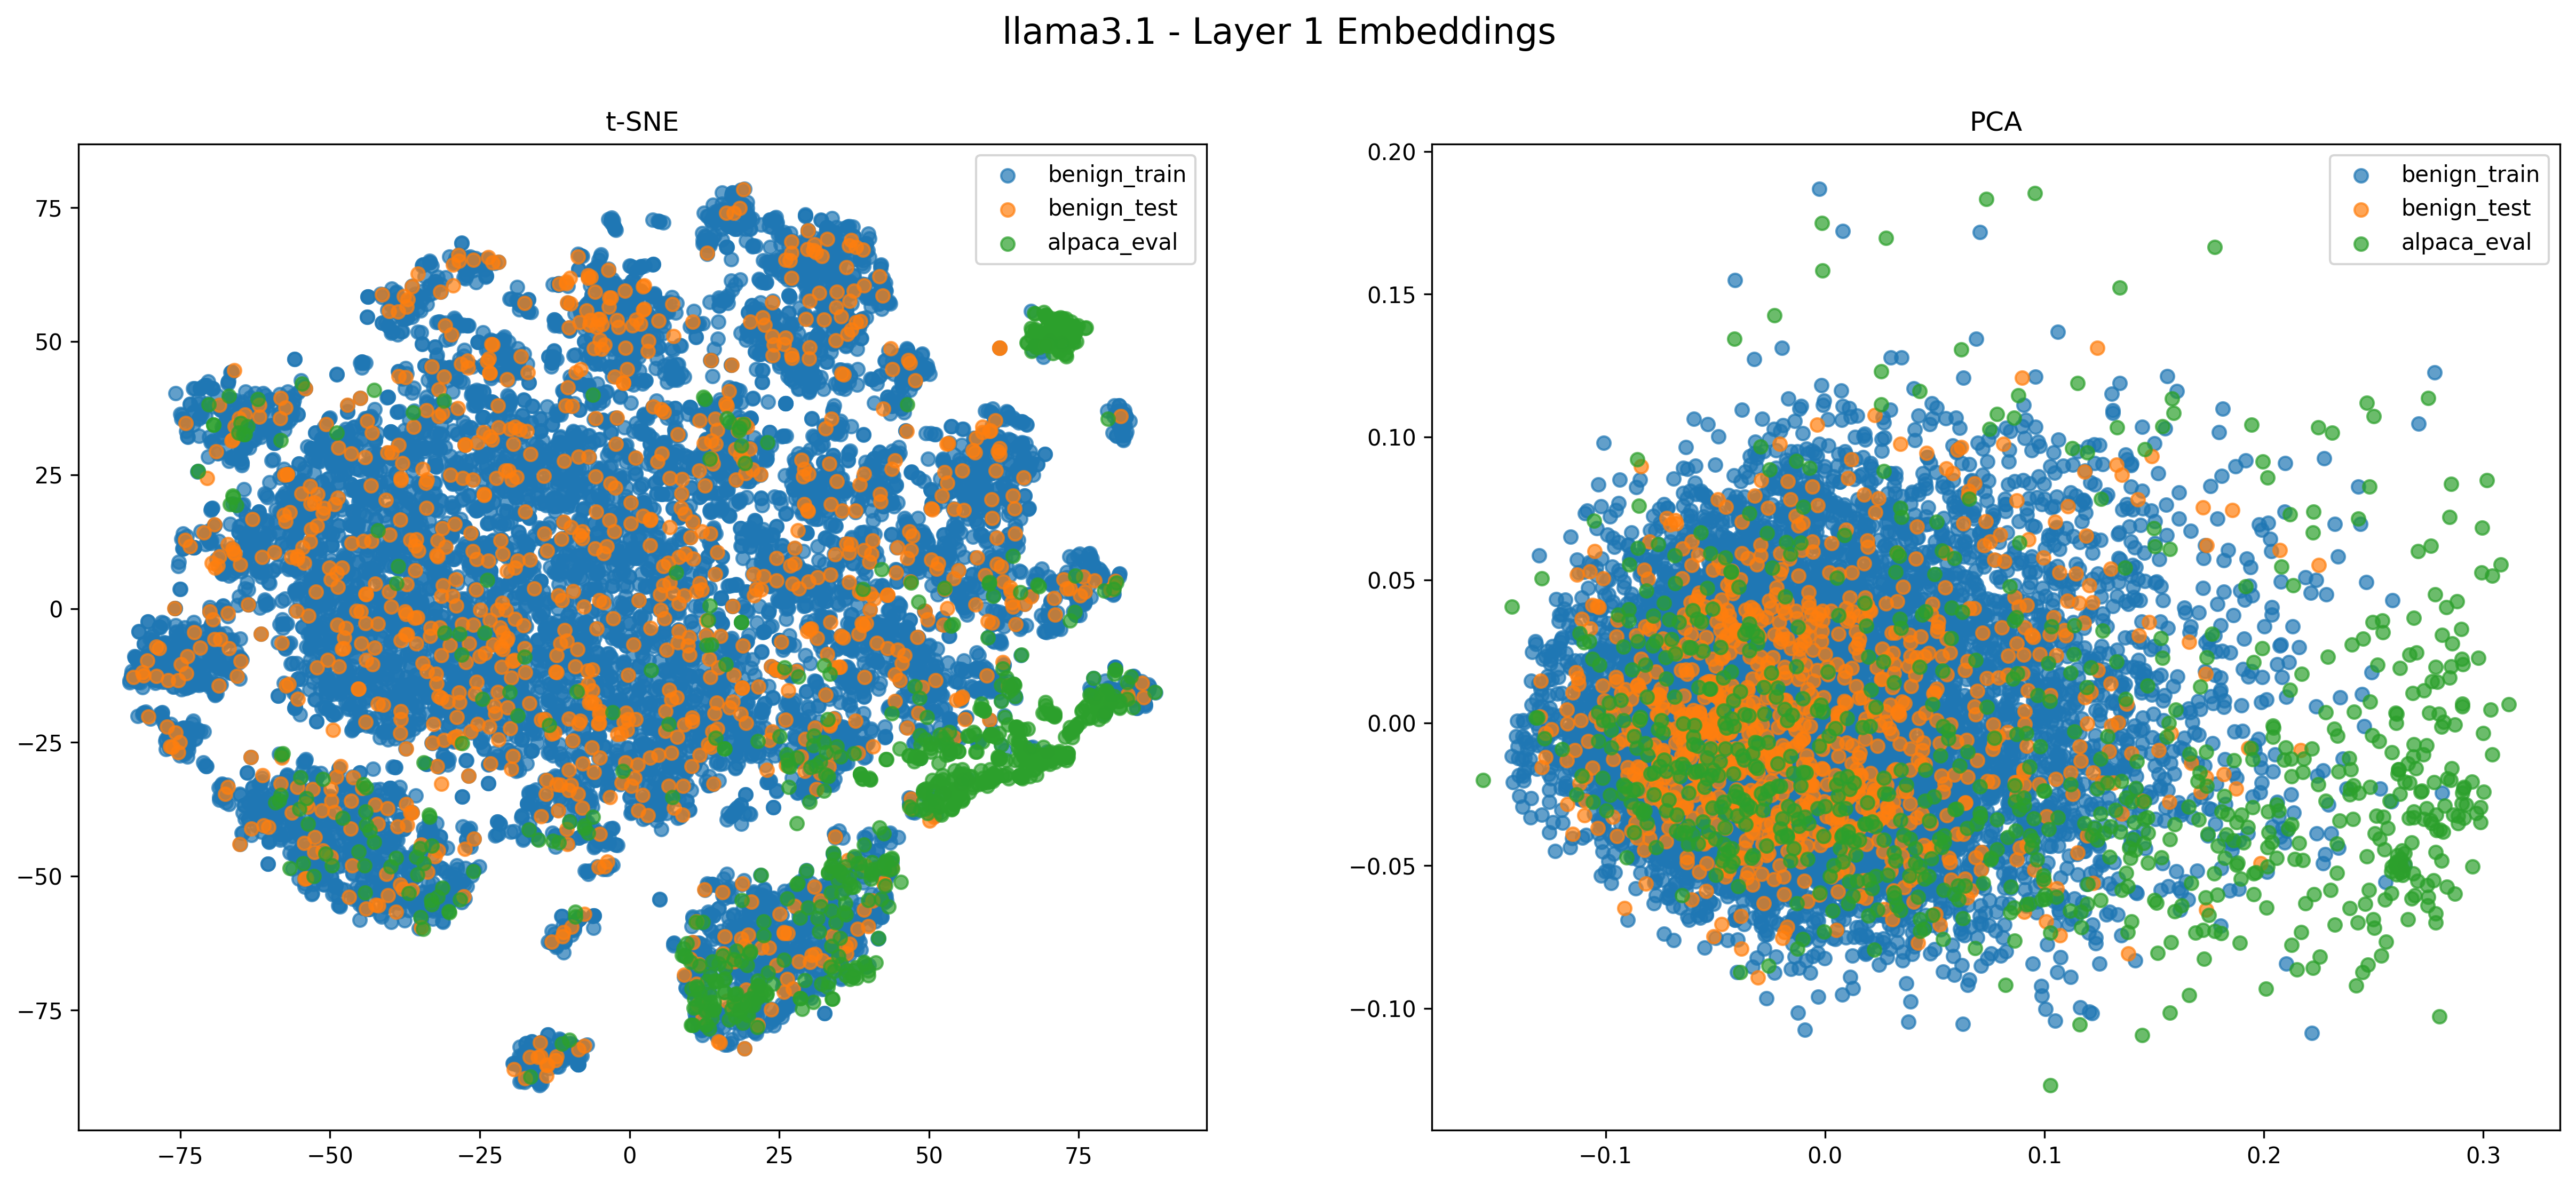 llama3.1 - Layer 1 Embeddings
t-SNE
benign_train
benign_test
alpaca_eval
75
50
25
0
−25
−50
−75
−75
−50
−25
0
25
50
75
PCA
benign_train
benign_test
alpaca_eval
0.20
0.15
0.10
0.05
0.00
−0.05
−0.10
−0.1
0.0
0.1
0.2
0.3